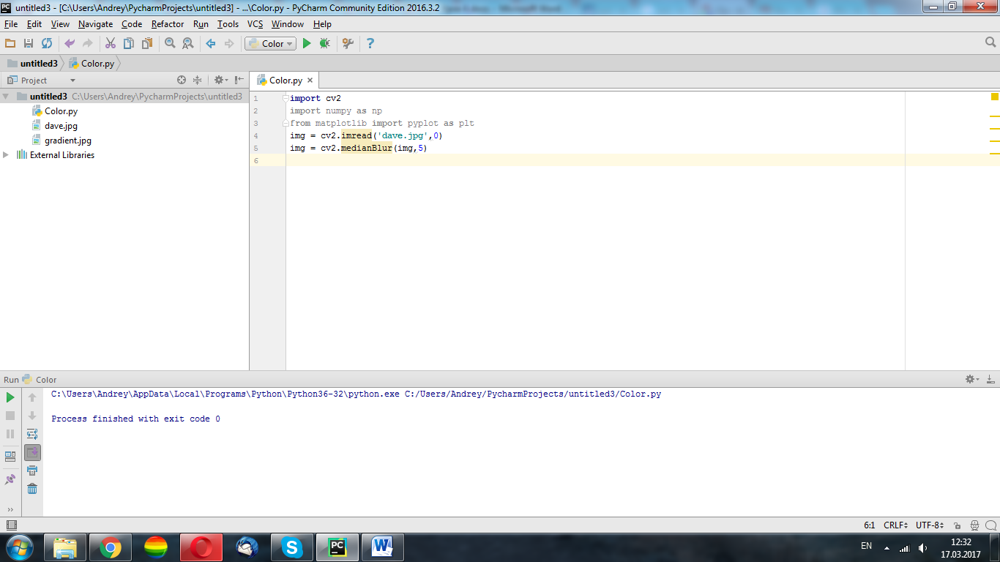 untitled3 - [C:\Users\Andrey\PycharmProjects\untitled3] - ...\Color.py - PyCharm Community Edition 2016.3.2
File Edit View Navigate Code Refactor Run Tools VCS Window Help
Color
untitled3 Color.py
Project
Color.py
untitled3 C:\Users\Andrey\PycharmProjects\untitled3
Color.py
dave.jpg
gradient.jpg
External Libraries
1 import cv2
2 import numpy as np
3 from matplotlib import pyplot as plt
4 img = cv2.imread('dave.jpg',0)
5 img = cv2.medianBlur(img,5)
6
Run Color
C:\Users\Andrey\AppData\Local\Programs\Python\Python36-32\python.exe C:/Users/Andrey/PycharmProjects/untitled3/Color.py
Process finished with exit code 0
6:1 CRLF UTF-8
EN
12:32
17.03.2017